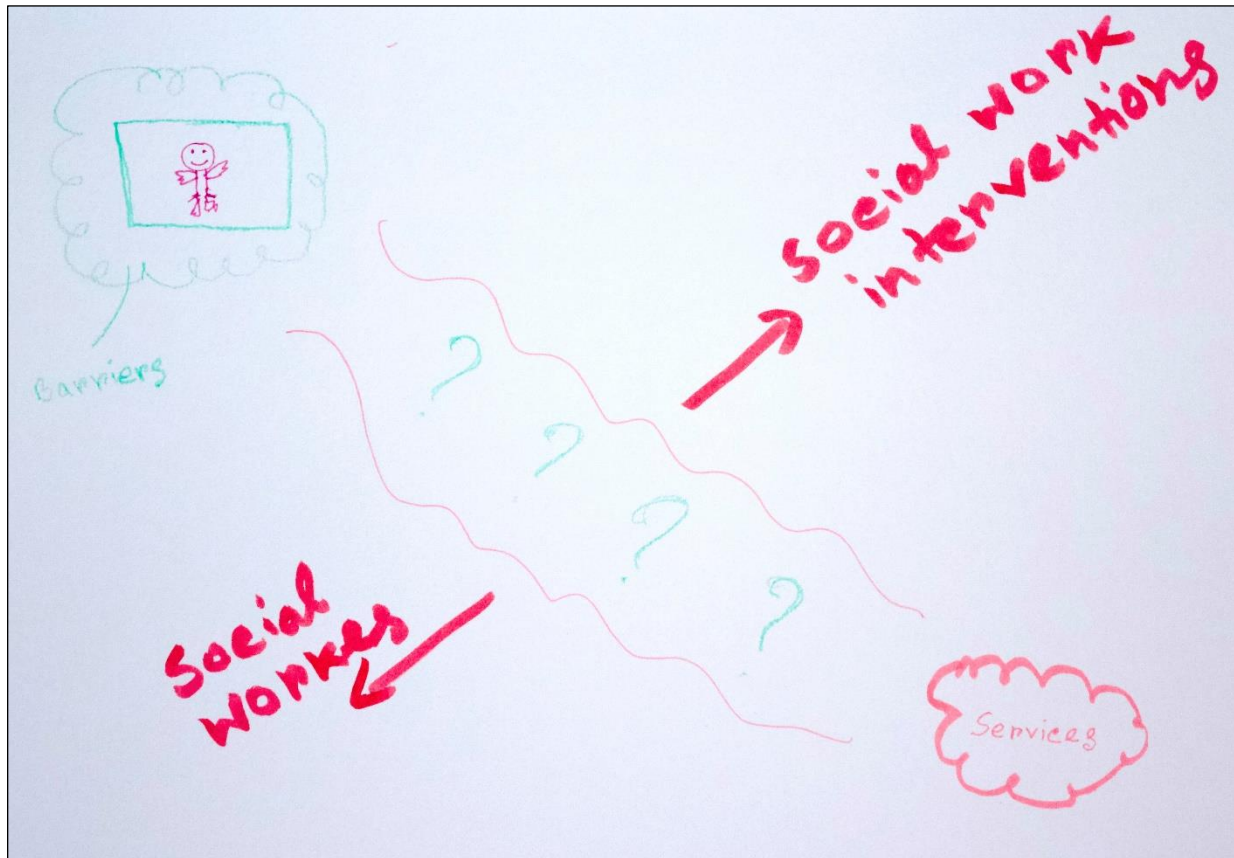 Social work
interventions
Barriers
?
?
?
?
Social
workes
Services